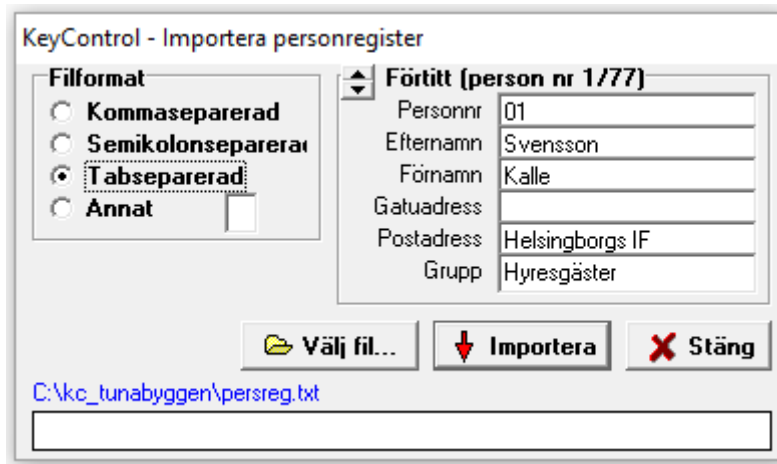 KeyControl - Importera personregister
Filformat
Kommaseparerad
Semikolonseparerad
Tabseparerad
Annat
Förtitt (person nr 1/77)
Personnr 01
Efternamn Svensson
Förnamn Kalle
Gatuadress
Postadress Helsingborgs IF
Grupp Hyresgäster
Välj fil...
Importera
Stäng
C:\kc_tunabyggen\persreg.txt